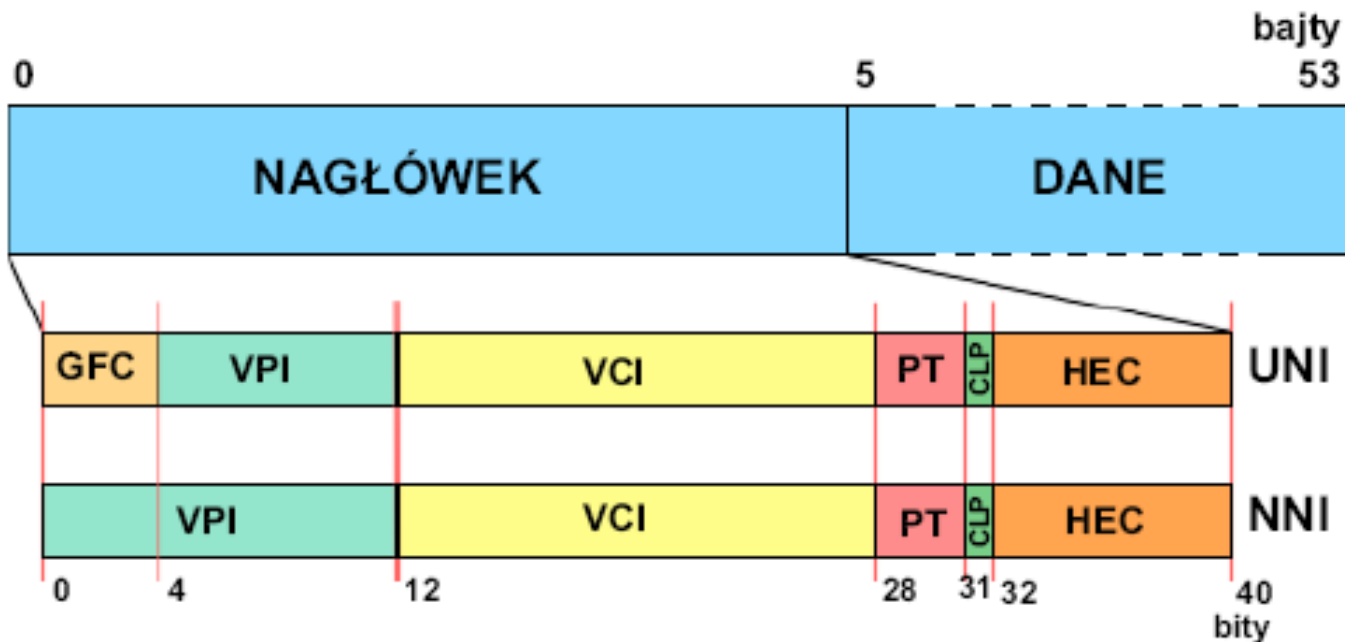 bajty
0 5 53
NAGŁÓWEK DANE
GFC VPI VCI PT CLP HEC UNI
VPI VCI PT CLP HEC NNI
0 4 12 28 31 32 40
bity